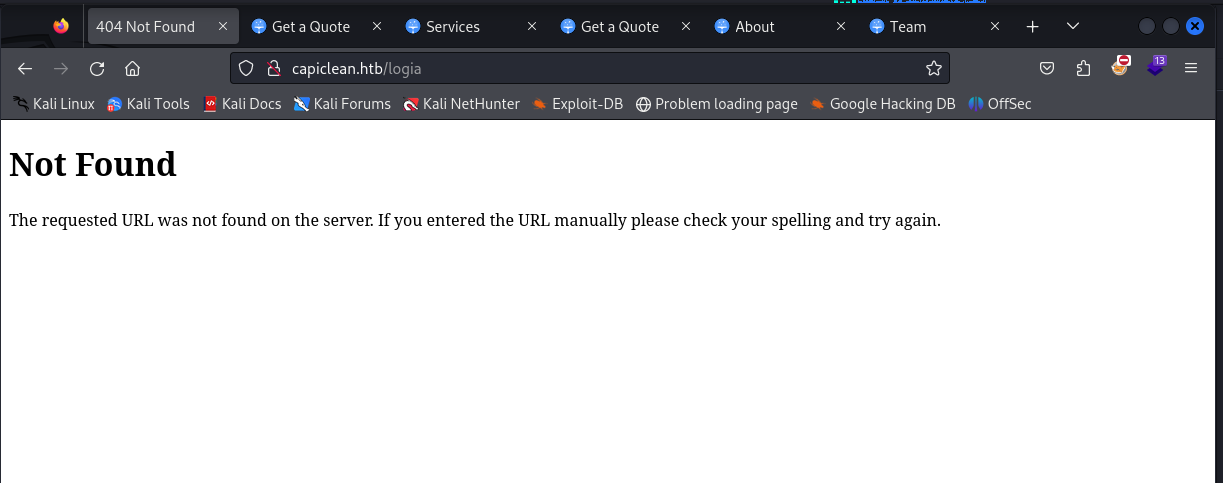 404 Not Found Get a Quote Services Get a Quote About Team
capiclean.htb/logia 13
Kali Linux Kali Tools Kali Docs Kali Forums Kali NetHunter Exploit-DB Problem loading page Google Hacking DB OffSec
Not Found
The requested URL was not found on the server. If you entered the URL manually please check your spelling and try again.